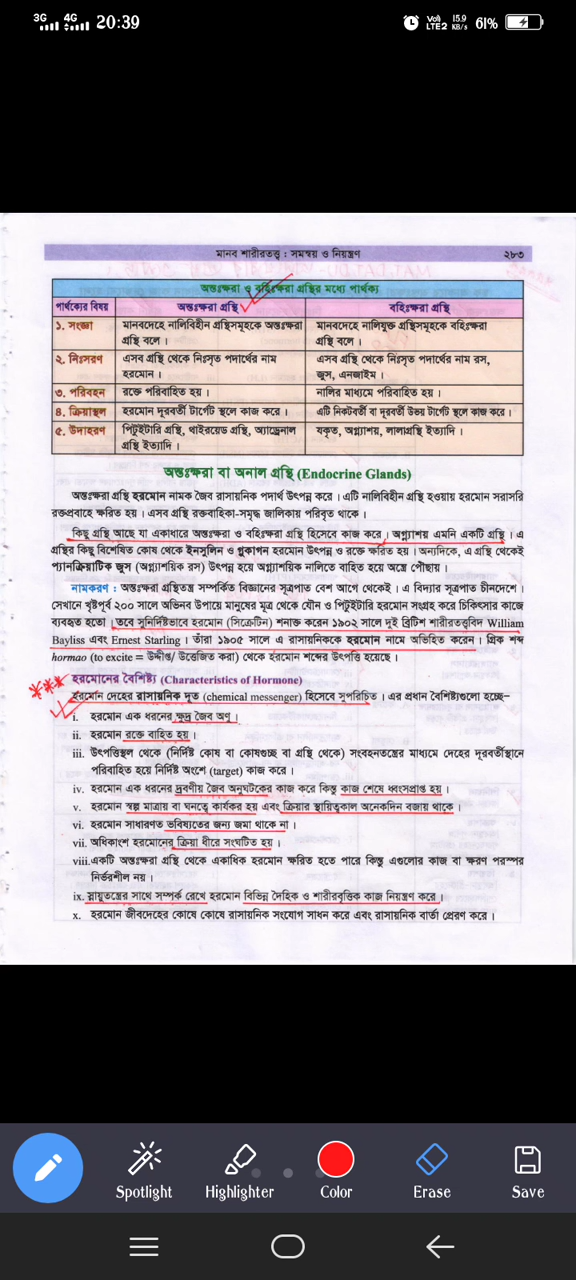 3G 4G 20:39 VoLTE2 15.9 KB/s 61%
মানব শারীরতত্ত্ব : সমন্বয় ও নিয়ন্ত্রণ ২৮৩
অন্তঃক্ষরা ও বহিঃক্ষরা গ্রন্থির মধ্যে পার্থক্য
পার্থক্যের বিষয় অন্তঃক্ষরা গ্রন্থি বহিঃক্ষরা গ্রন্থি
১. সংজ্ঞা মানবদেহে নালিবিহীন গ্রন্থিসমূহকে অন্তঃক্ষরা মানবদেহে নালিযুক্ত গ্রন্থিসমূহকে বহিঃক্ষরা
গ্রন্থি বলে। গ্রন্থি বলে।
২. নিঃসরণ এসব গ্রন্থি থেকে নিঃসৃত পদার্থের নাম এসব গ্রন্থি থেকে নিঃসৃত পদার্থের নাম রস,
হরমোন। জুস, এনজাইম।
৩. পরিবহন রক্তে পরিবাহিত হয়। নালির মাধ্যমে পরিবাহিত হয়।
৪. ক্রিয়াস্থল হরমোন দূরবর্তী টার্গেট স্থলে কাজ করে। এটি নিকটবর্তী বা দূরবর্তী উভয় টার্গেট স্থলে কাজ করে।
৫. উদাহরণ পিটুইটারি গ্রন্থি, থাইরয়েড গ্রন্থি, অ্যাড্রেনাল যকৃত, অগ্ন্যাশয়, লালাগ্রন্থি ইত্যাদি।
গ্রন্থি ইত্যাদি।
অন্তঃক্ষরা বা অনাল গ্রন্থি (Endocrine Glands)
অন্তঃক্ষরা গ্রন্থি হরমোন নামক জৈব রাসায়নিক পদার্থ উৎপন্ন করে। এটি নালিবিহীন গ্রন্থি হওয়ায় হরমোন সরাসরি
রক্তপ্রবাহে ক্ষরিত হয়। এসব গ্রন্থি রক্তবাহিকা-সমৃদ্ধ জালিকায় পরিবৃত থাকে।
কিছু গ্রন্থি আছে যা একাধারে অন্তঃক্ষরা ও বহিঃক্ষরা গ্রন্থি হিসেবে কাজ করে। অগ্ন্যাশয় এমনি একটি গ্রন্থি। এ
গ্রন্থির কিছু বিশেষিত কোষ থেকে ইনসুলিন ও গ্লুকাগন হরমোন উৎপন্ন ও রক্তে ক্ষরিত হয়। অন্যদিকে, এ গ্রন্থি থেকেই
প্যানক্রিয়াটিক জুস (অগ্ন্যাশয়িক রস) উৎপন্ন হয়ে অগ্ন্যাশয়িক নালিতে বাহিত হয়ে অন্ত্রে পৌঁছায়।
নামকরণ : অন্তঃক্ষরা গ্রন্থিতন্ত্র সম্পর্কিত বিজ্ঞানের সূত্রপাত বেশ আগে থেকেই। এ বিদ্যার সূত্রপাত চীনদেশে।
সেখানে খৃষ্টপূর্ব ২০০ সালে অভিনব উপায়ে মানুষের মূত্র থেকে যৌন ও পিটুইটারি হরমোন সংগ্রহ করে চিকিৎসার কাজে
ব্যবহৃত হতো। তবে সুনির্দিষ্টভাবে হরমোন (সিক্রেটিন) শনাক্ত করেন ১৯০২ সালে দুই ব্রিটিশ শারীরতত্ত্ববিদ William
Bayliss এবং Ernest Starling। তাঁরা ১৯০৫ সালে এ রাসায়নিককে হরমোন নামে অভিহিত করেন। গ্রিক শব্দ
hormao (to excite = উদ্দীপ্ত/ উত্তেজিত করা) থেকে হরমোন শব্দের উৎপত্তি হয়েছে।
হরমোনের বৈশিষ্ট্য (Characteristics of Hormone)
হরমোন দেহের রাসায়নিক দূত (chemical messenger) হিসেবে সুপরিচিত। এর প্রধান বৈশিষ্ট্যগুলো হচ্ছে–
i. হরমোন এক ধরনের ক্ষুদ্র জৈব অণু।
ii. হরমোন রক্তে বাহিত হয়।
iii. উৎপত্তিস্থল থেকে (নির্দিষ্ট কোষ বা কোষগুচ্ছ বা গ্রন্থি থেকে) সংবহনতন্ত্রের মাধ্যমে দেহের দূরবর্তীস্থানে
পরিবাহিত হয়ে নির্দিষ্ট অংশে (target) কাজ করে।
iv. হরমোন এক ধরনের দ্রবণীয় জৈব অনুঘটকের কাজ করে কিন্তু কাজ শেষে ধ্বংসপ্রাপ্ত হয়।
v. হরমোন স্বল্প মাত্রায় বা ঘনত্বে কার্যকর হয় এবং ক্রিয়ার স্থায়িত্বকাল অনেকদিন বজায় থাকে।
vi. হরমোন সাধারণত ভবিষ্যতের জন্য জমা থাকে না।
vii. অধিকাংশ হরমোনের ক্রিয়া ধীরে সংঘটিত হয়।
viii. একটি অন্তঃক্ষরা গ্রন্থি থেকে একাধিক হরমোন ক্ষরিত হতে পারে কিন্তু এগুলোর কাজ বা ক্ষরণ পরস্পর
নির্ভরশীল নয়।
ix. স্নায়ুতন্ত্রের সাথে সম্পর্ক রেখে হরমোন বিভিন্ন দৈহিক ও শারীরবৃত্তিক কাজ নিয়ন্ত্রণ করে।
x. হরমোন জীবদেহের কোষে কোষে রাসায়নিক সংযোগ সাধন করে এবং রাসায়নিক বার্তা প্রেরণ করে।
Spotlight Highlighter Color Erase Save